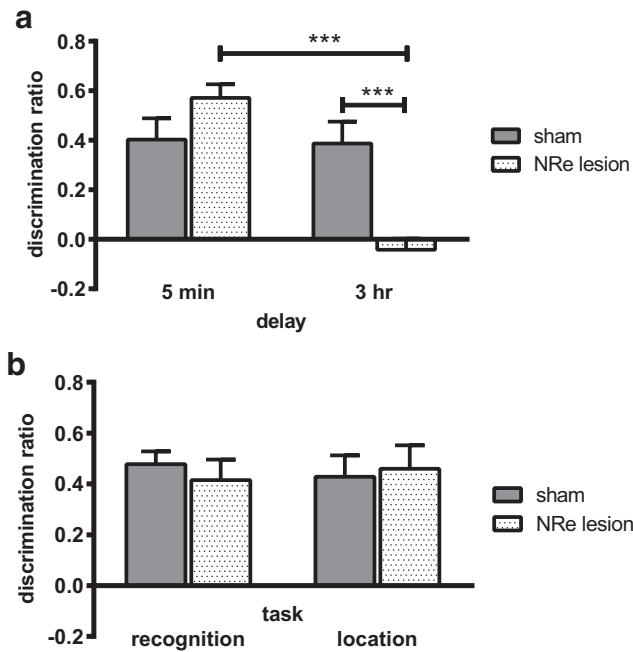 a
0.8
0.6
0.4
0.2
0.0
-0.2
discrimination ratio
***
***
5 min
3 hr
delay
sham
NRe lesion
b
0.8
0.6
0.4
0.2
0.0
-0.2
discrimination ratio
task
recognition
location
sham
NRe lesion